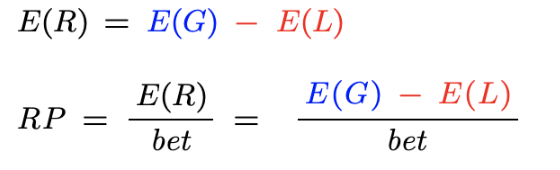 E(R) = E(G) − E(L)
RP = E(R)/bet = E(G) − E(L)/bet